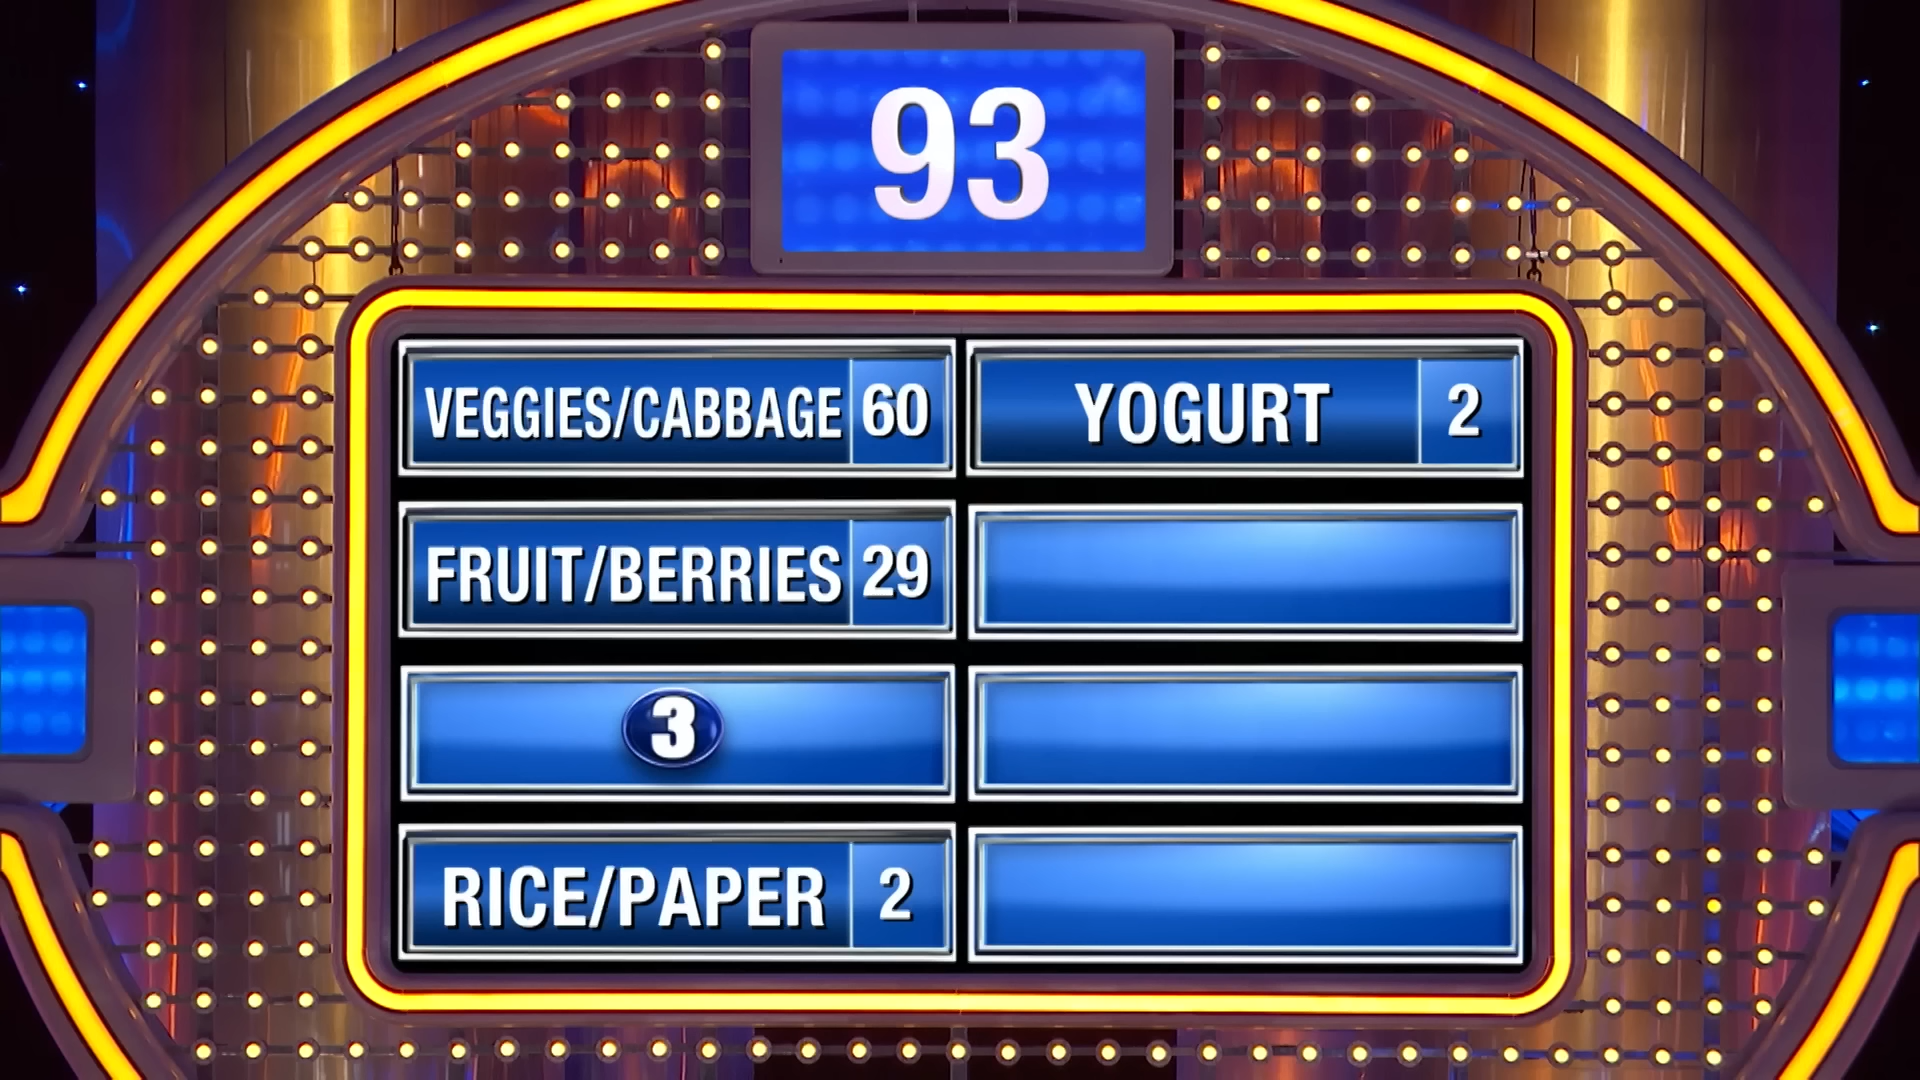 93
VEGGIES/CABBAGE 60
FRUIT/BERRIES 29
3
RICE/PAPER 2
YOGURT 2